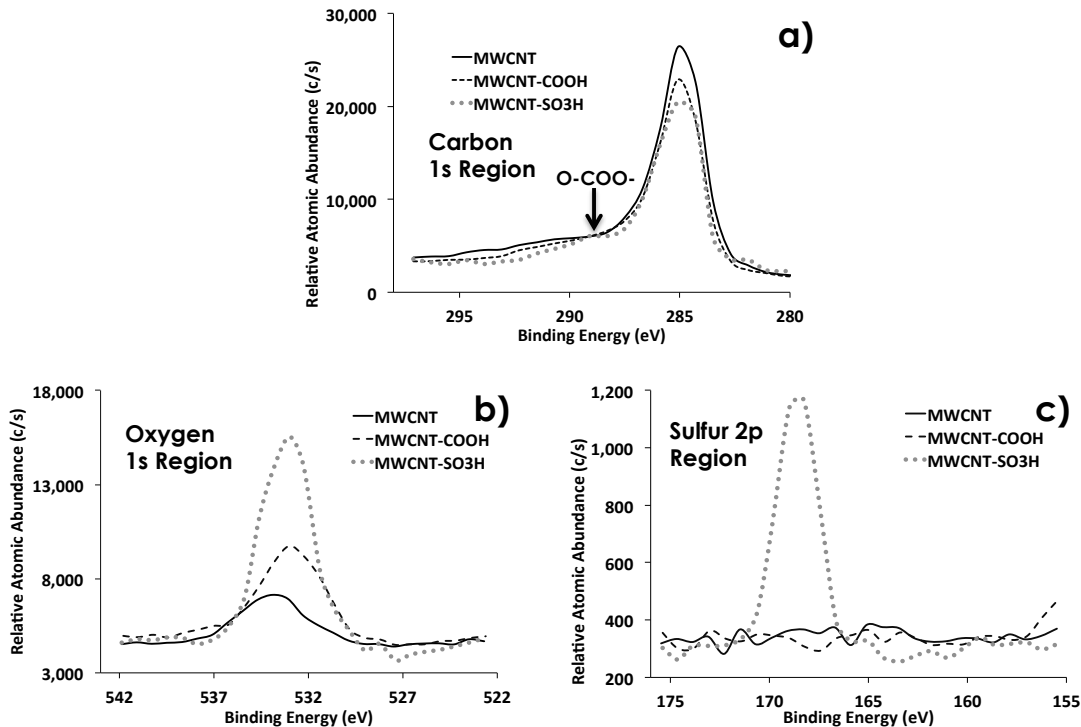 a)
Relative Atomic Abundance (c/s)
30,000
20,000
10,000
0
MWCNT
MWCNT-COOH
MWCNT-SO3H
Carbon
1s Region
O-COO-
295
290
285
280
Binding Energy (eV)
b)
Relative Atomic Abundance (c/s)
18,000
13,000
8,000
3,000
Oxygen
1s Region
MWCNT
MWCNT-COOH
MWCNT-SO3H
542
537
532
527
522
Binding Energy (eV)
c)
Relative Atomic Abundance (c/s)
1,200
1,000
800
600
400
200
Sulfur 2p
Region
MWCNT
MWCNT-COOH
MWCNT-SO3H
175
170
165
160
155
Binding Energy (eV)